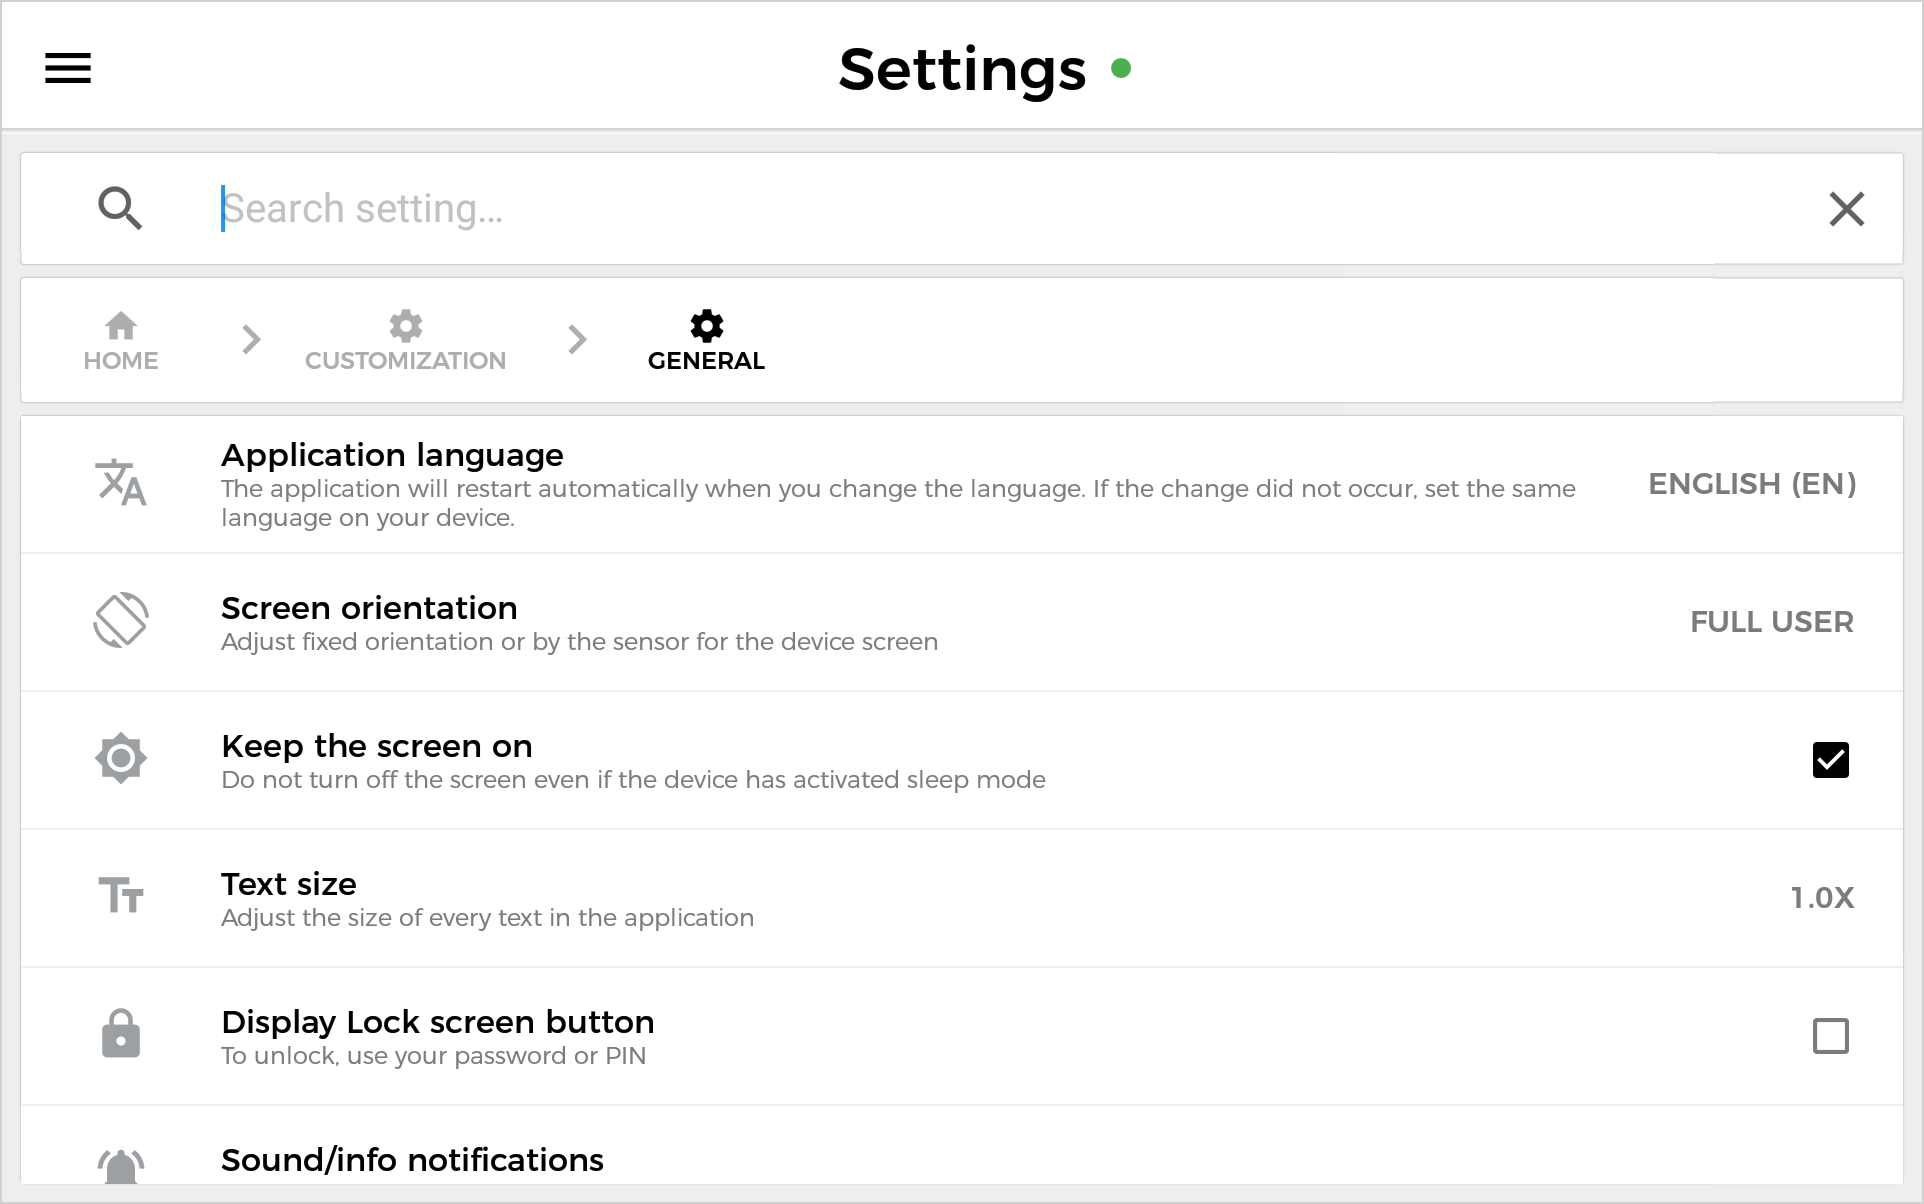 Settings
Search setting...
HOME
CUSTOMIZATION
GENERAL
Application language
The application will restart automatically when you change the language. If the change did not occur, set the same
language on your device.
ENGLISH (EN)
Screen orientation
Adjust fixed orientation or by the sensor for the device screen
FULL USER
Keep the screen on
Do not turn off the screen even if the device has activated sleep mode
Text size
Adjust the size of every text in the application
1.0X
Display Lock screen button
To unlock, use your password or PIN
Sound/info notifications